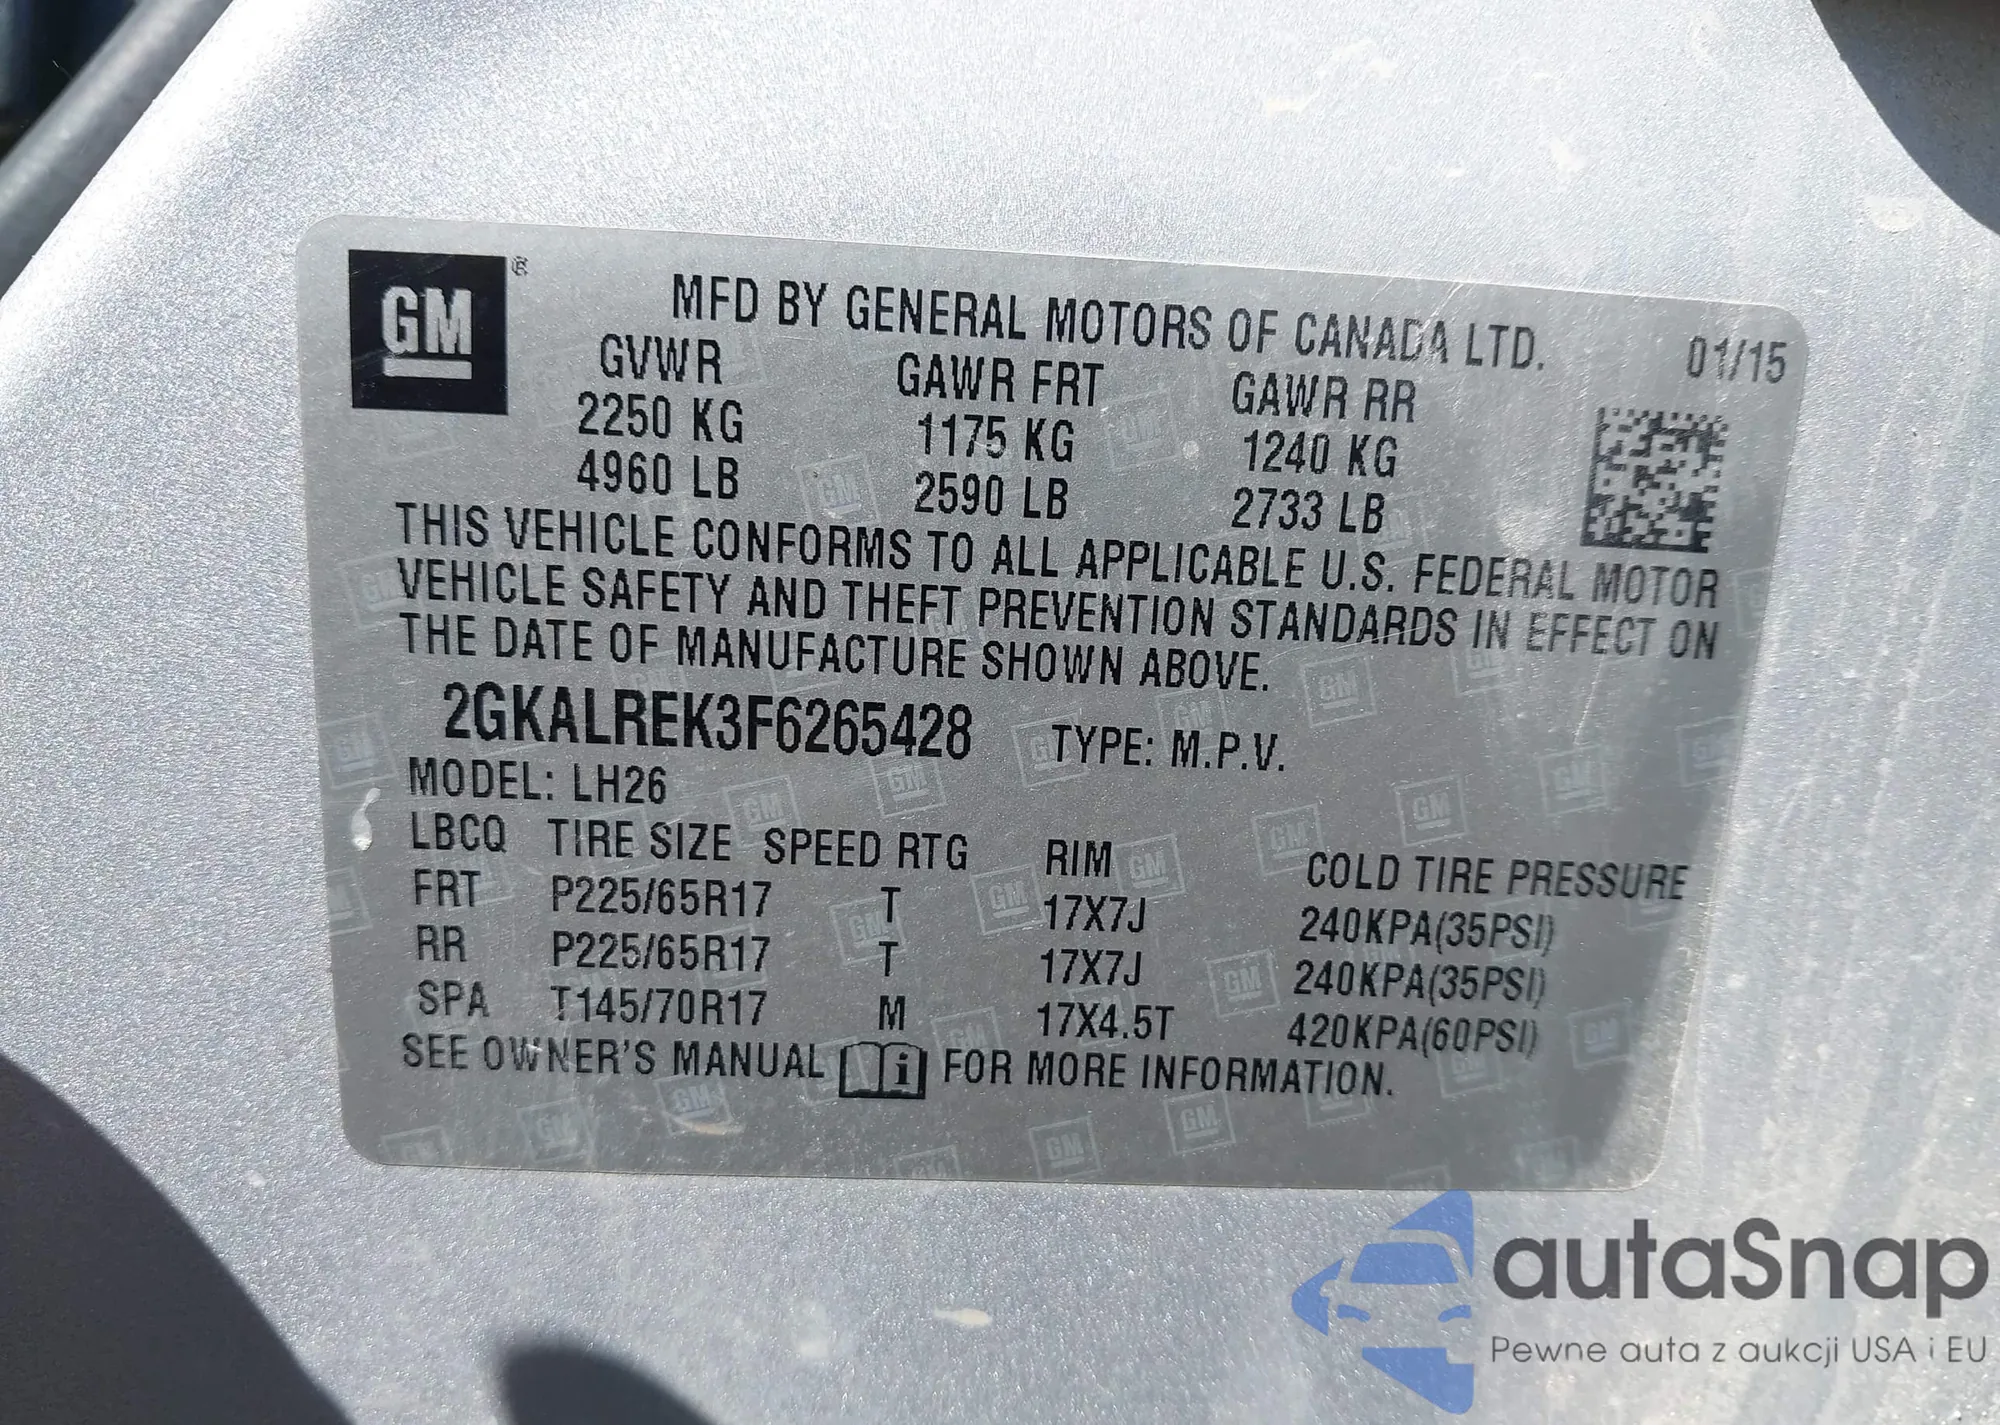 GM ®
MFD BY GENERAL MOTORS OF CANADA LTD.
01/15
GVWR GAWR FRT GAWR RR
2250 KG 1175 KG 1240 KG
4960 LB 2590 LB 2733 LB
THIS VEHICLE CONFORMS TO ALL APPLICABLE U.S. FEDERAL MOTOR
VEHICLE SAFETY AND THEFT PREVENTION STANDARDS IN EFFECT ON
THE DATE OF MANUFACTURE SHOWN ABOVE.
2GKALREK3F6265428 TYPE: M.P.V.
MODEL: LH26
LBCQ TIRE SIZE SPEED RTG RIM COLD TIRE PRESSURE
FRT P225/65R17 T 17X7J 240KPA(35PSI)
RR P225/65R17 T 17X7J 240KPA(35PSI)
SPA T145/70R17 M 17X4.5T 420KPA(60PSI)
SEE OWNER'S MANUAL i FOR MORE INFORMATION.
autaSnap
Pewne auta z aukcji USA i EU